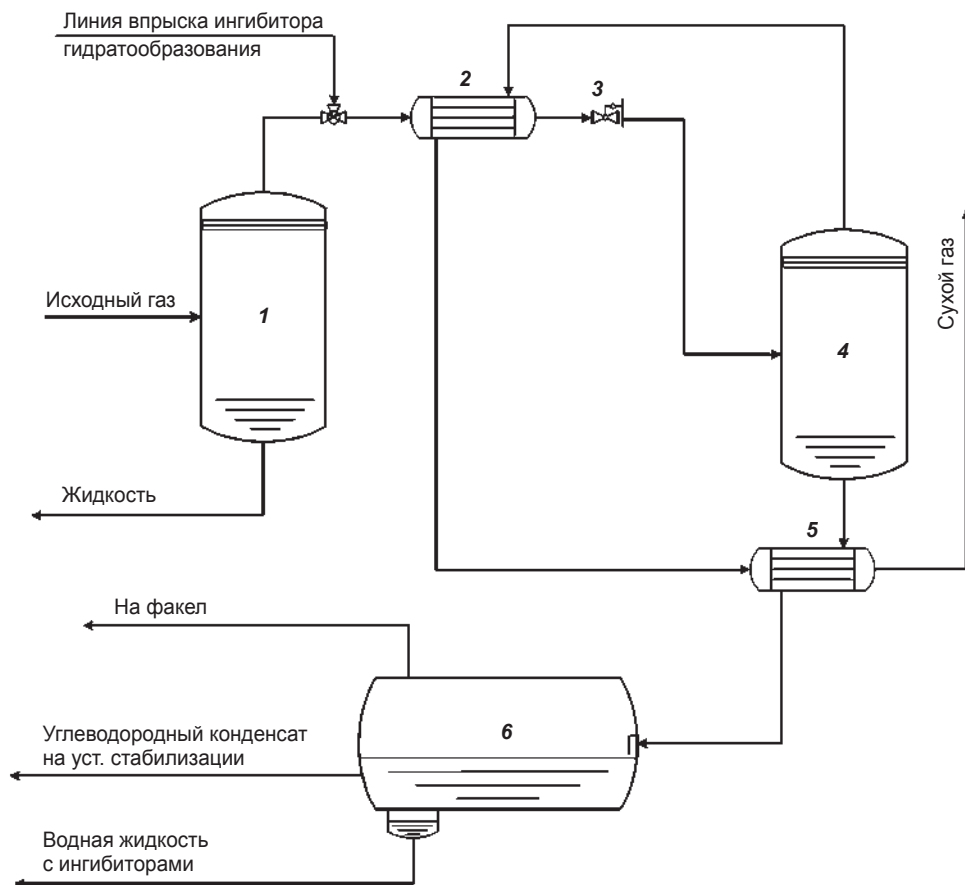 Линия впрыска ингибитора
гидратообразования
2
3
Сухой газ
Исходный газ
1
4
Жидкость
5
На факел
6
Углеводородный конденсат
на уст. стабилизации
Водная жидкость
с ингибиторами